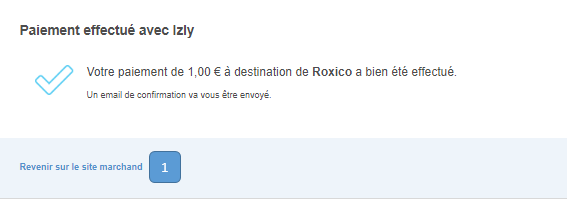 Paiement effectué avec Izly
Votre paiement de 1,00 € à destination de Roxico a bien été effectué.
Un email de confirmation va vous être envoyé.
Revenir sur le site marchand 1